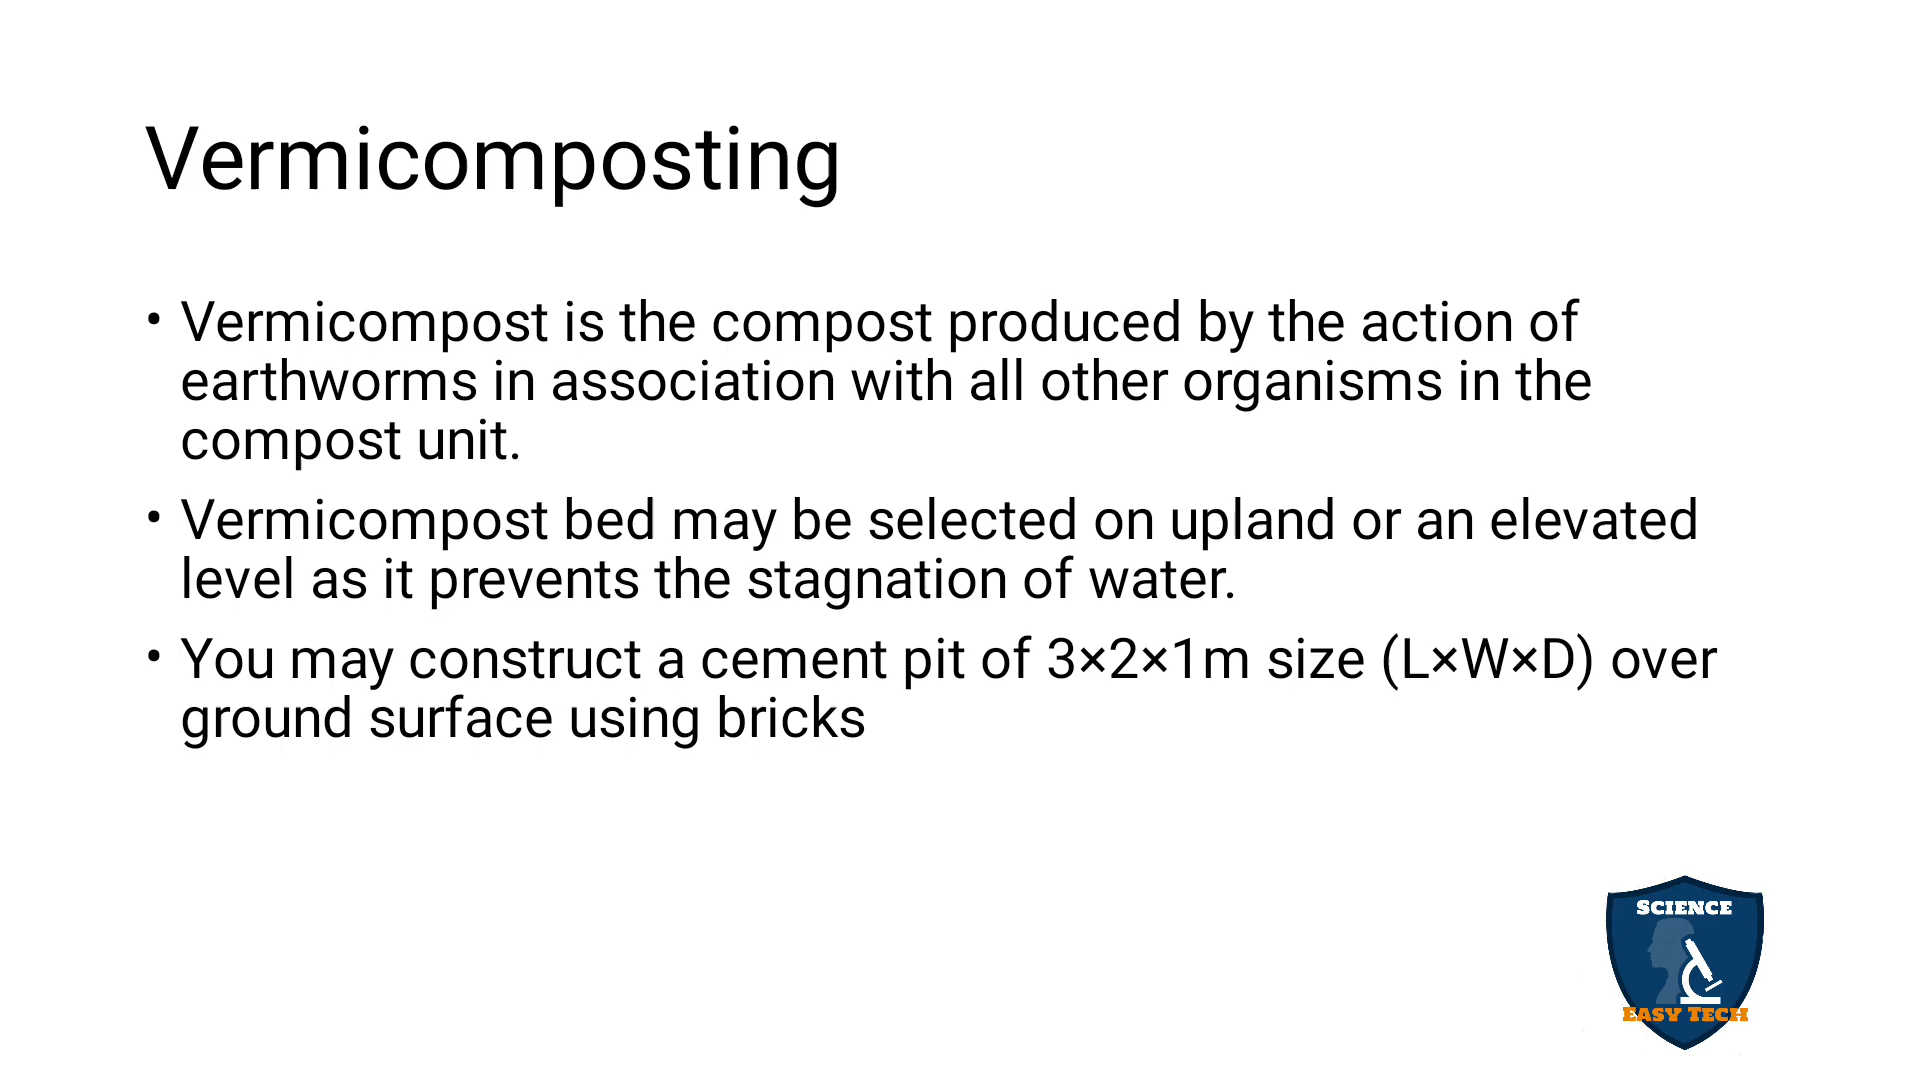 Vermicomposting
• Vermicompost is the compost produced by the action of
earthworms in association with all other organisms in the
compost unit.
• Vermicompost bed may be selected on upland or an elevated
level as it prevents the stagnation of water.
• You may construct a cement pit of 3×2×1m size (L×W×D) over
ground surface using bricks
SCIENCE
EASY TECH